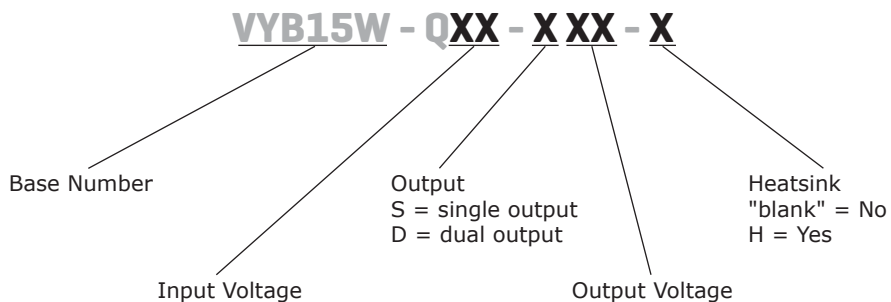 VYB15W - QXX - X XX - X
Base Number
Output
S = single output
D = dual output
Heatsink
"blank" = No
H = Yes
Input Voltage
Output Voltage